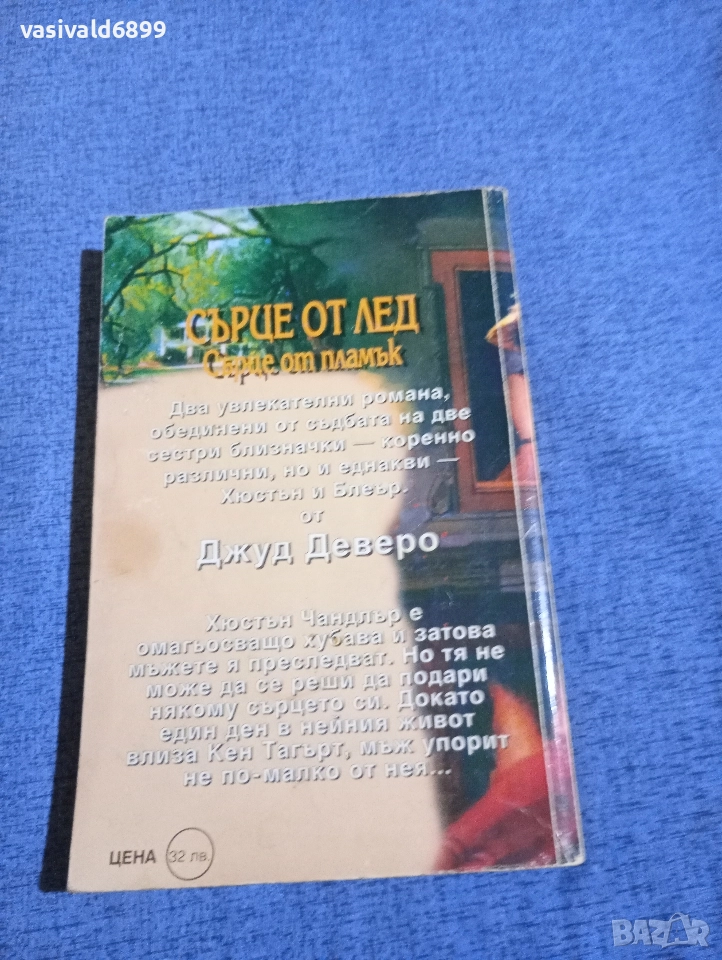 vasivald6899
СЪРЦЕ ОТ ЛЕД
Сърце от пламък
Два увлекателни романа,
обединени от съдбата на две
сестри близначки — коренно
различни, но и еднакви —
Хюстън и Блеър.
от
Джуд Деверо
Хюстън Чандлър е
омагьосващо хубава и затова
мъжете я преследват. Но тя не
може да се реши да подари
някому сърцето си. Докато
един ден в нейния живот
влиза Кен Тагърт, мъж упорит
не по-малко от нея...
ЦЕНА 32 лв.
BAZAR